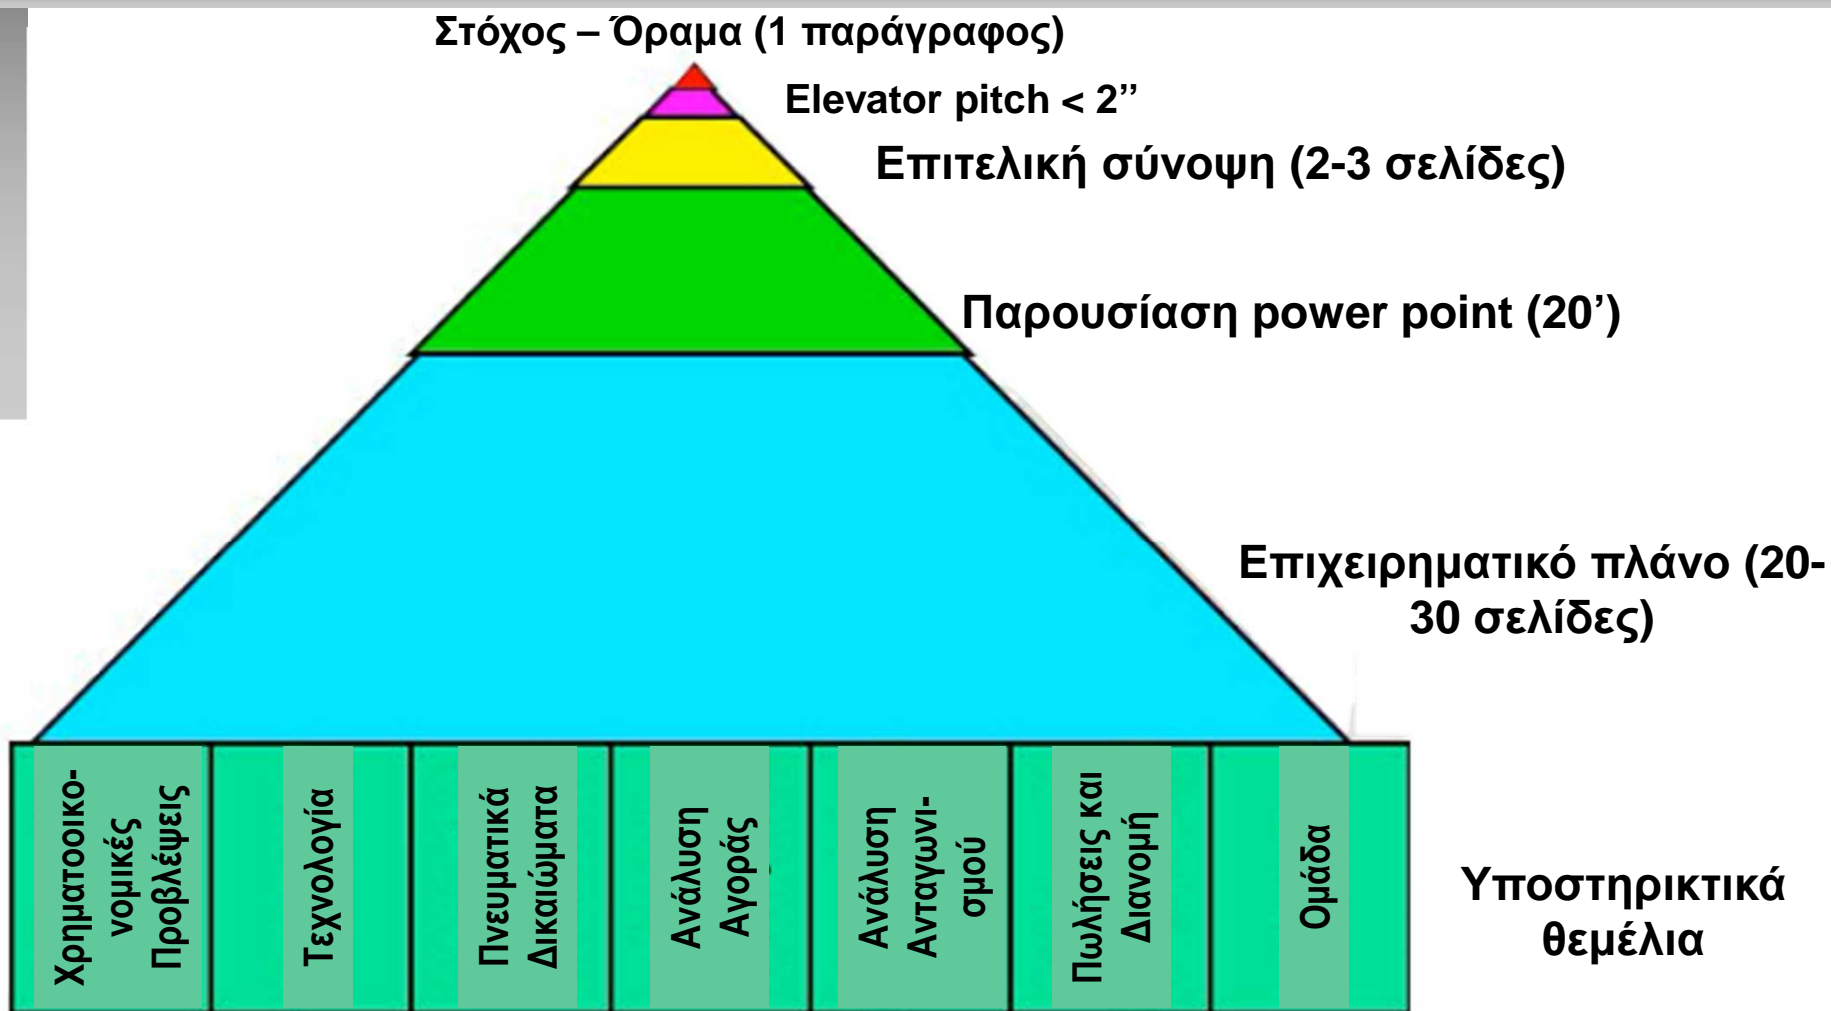 Στόχος – Όραμα (1 παράγραφος)
Elevator pitch < 2’’
Επιτελική σύνοψη (2-3 σελίδες)
Παρουσίαση power point (20’)
Επιχειρηματικό πλάνο (20-
30 σελίδες)
Χρηματοοικο-
νομικές
Προβλέψεις
Τεχνολογία
Πνευματικά
Δικαιώματα
Ανάλυση
Αγοράς
Ανάλυση
Ανταγωνι-
σμού
Πωλήσεις και
Διανομή
Ομάδα
Υποστηρικτικά
θεμέλια